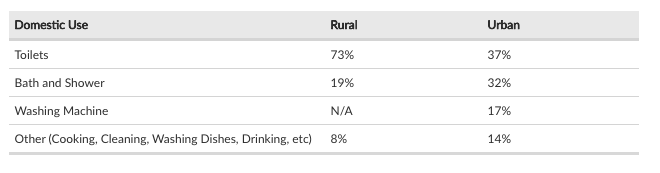 Domestic Use Rural Urban
Toilets 73% 37%
Bath and Shower 19% 32%
Washing Machine N/A 17%
Other (Cooking, Cleaning, Washing Dishes, Drinking, etc) 8% 14%